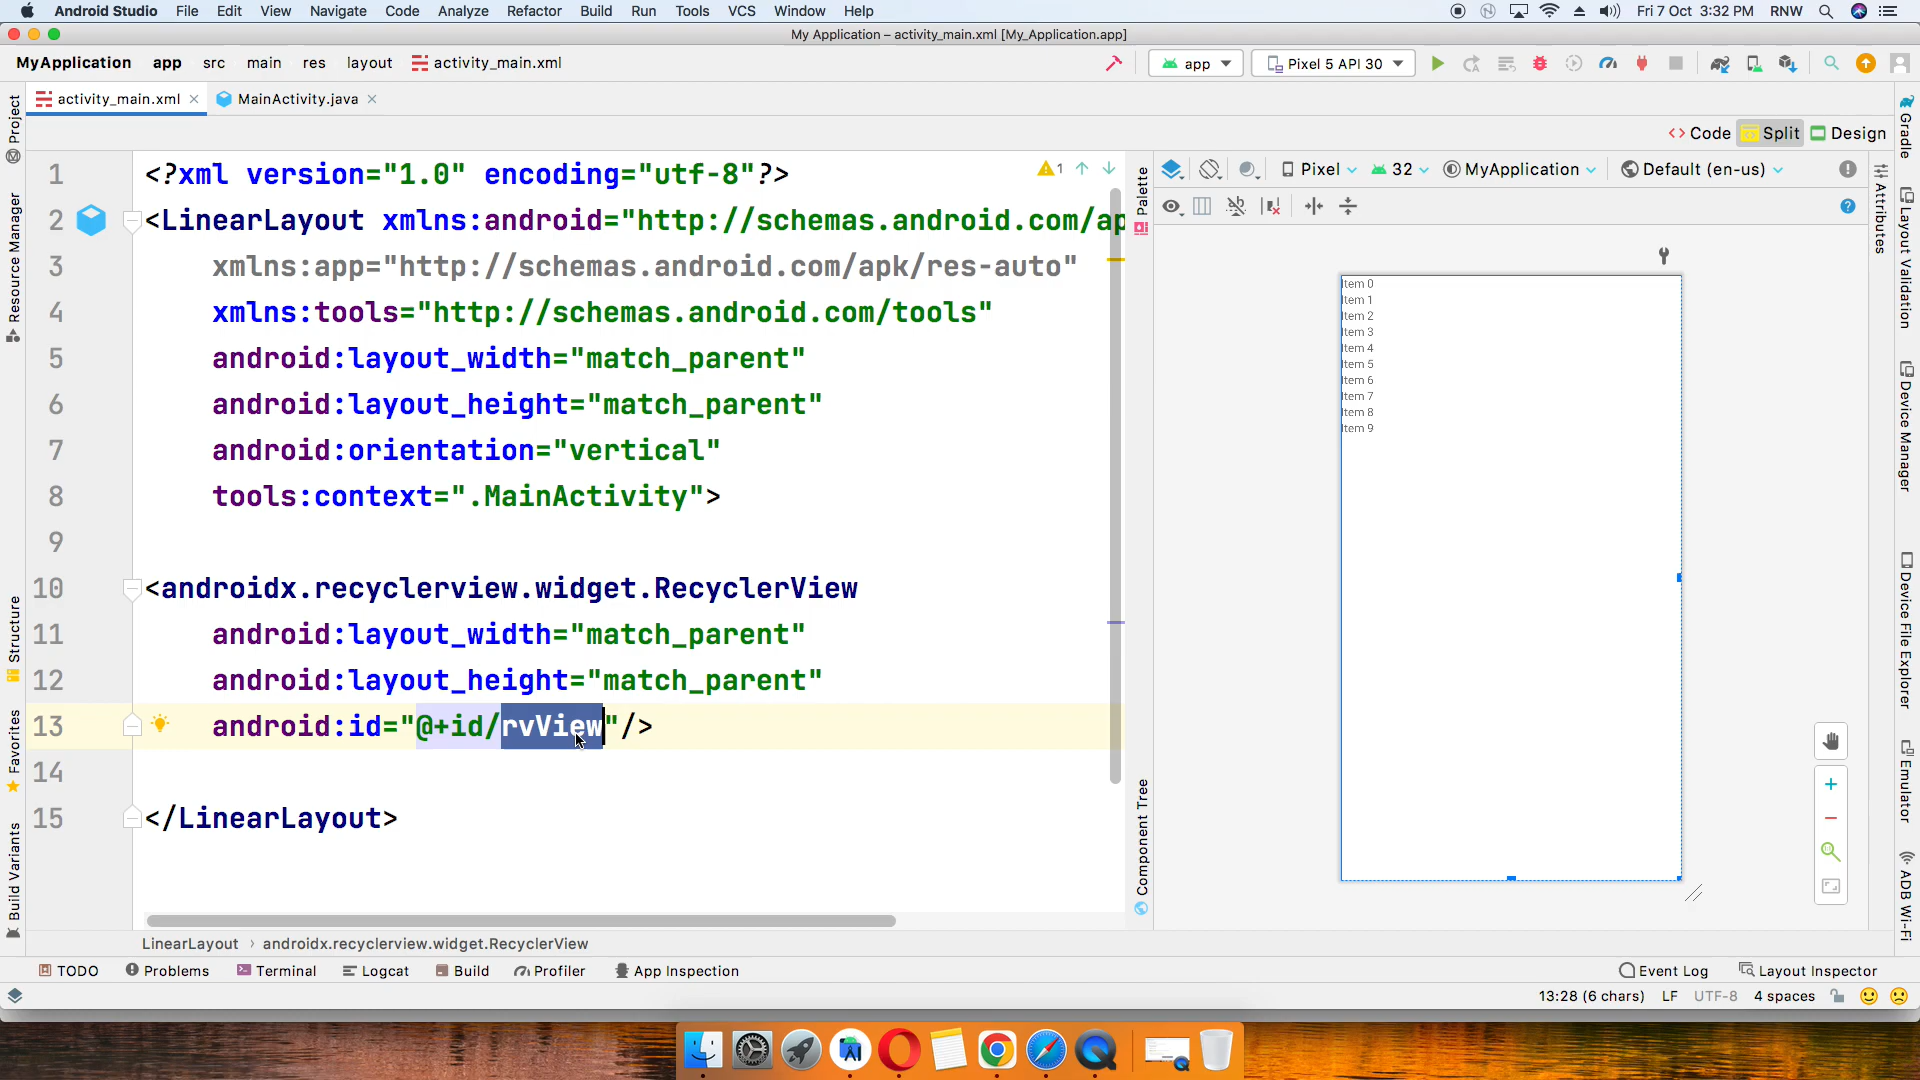 Android Studio File Edit View Navigate Code Analyze Refactor Build Run Tools VCS Window Help Fri 7 Oct 3:32 PM RNW
My Application – activity_main.xml [My_Application.app]
MyApplication app src main res layout activity_main.xml app Pixel 5 API 30
activity_main.xml MainActivity.java
Code Split Design
Project
Resource Manager
Structure
Favorites
Build Variants
1 <?xml version="1.0" encoding="utf-8"?> 1
2 <LinearLayout xmlns:android="http://schemas.android.com/ap
3 xmlns:app="http://schemas.android.com/apk/res-auto"
4 xmlns:tools="http://schemas.android.com/tools"
5 android:layout_width="match_parent"
6 android:layout_height="match_parent"
7 android:orientation="vertical"
8 tools:context=".MainActivity">
9
10 <androidx.recyclerview.widget.RecyclerView
11 android:layout_width="match_parent"
12 android:layout_height="match_parent"
13 android:id="@+id/rvView"/>
14
15 </LinearLayout>
Palette
Component Tree
Pixel 32 MyApplication Default (en-us)
Item 0
Item 1
Item 2
Item 3
Item 4
Item 5
Item 6
Item 7
Item 8
Item 9
Attributes
Gradle
Layout Validation
Device Manager
Device File Explorer
Emulator
ADB Wi-Fi
LinearLayout › androidx.recyclerview.widget.RecyclerView
TODO Problems Terminal Logcat Build Profiler App Inspection Event Log Layout Inspector
13:28 (6 chars) LF UTF-8 4 spaces